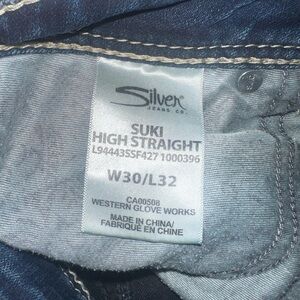 Silver
JEANS CO.
SUKI
HIGH STRAIGHT
L94443SSF427 1000396
W30/L32
CA00508
WESTERN GLOVE WORKS
MADE IN CHINA/
FABRIQUÉ EN CHINE